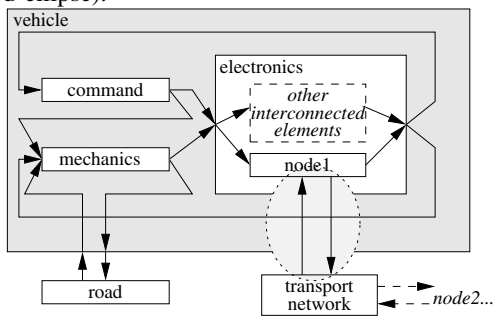 d ellipse).
vehicle
electronics
command
other
interconnected
elements
mechanics
node1
road
transport
network
node2...